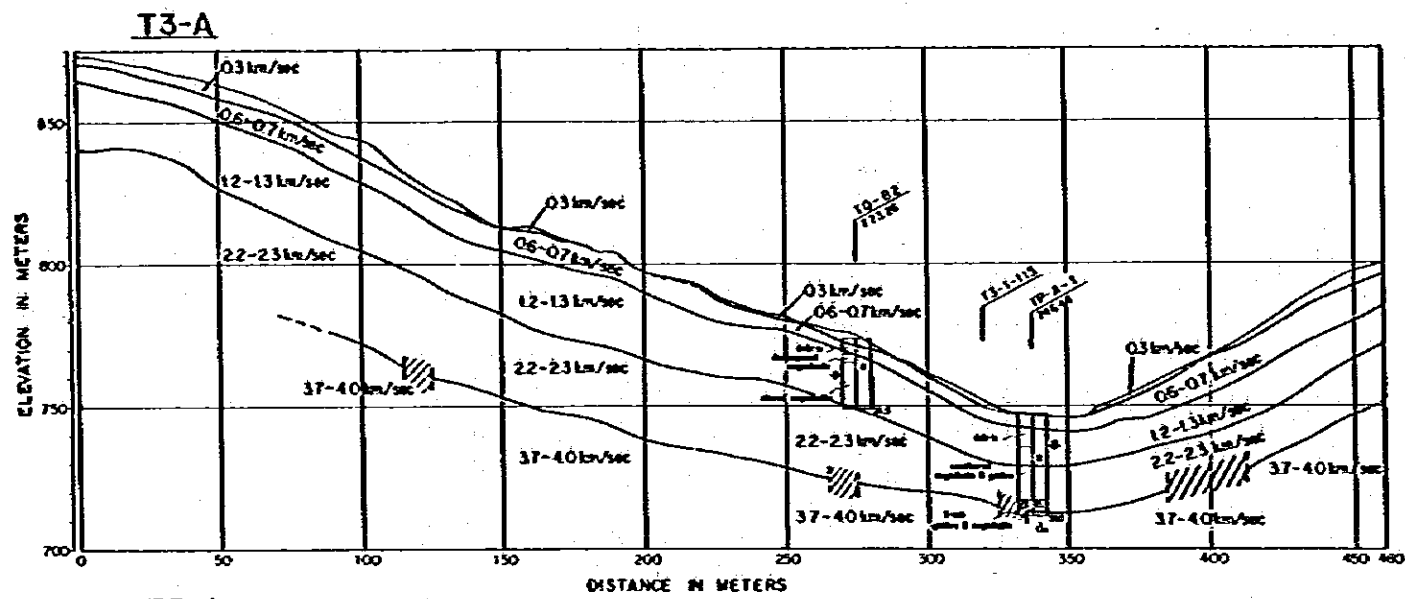 T3-A
0.3 km/sec
0.6-0.7 km/sec
1.2-1.3 km/sec
2.2-2.3 km/sec
3.7-4.0 km/sec
0.3 km/sec
0.6-0.7 km/sec
1.2-1.3 km/sec
2.2-2.3 km/sec
3.7-4.0 km/sec
0.3 km/sec
0.6-0.7 km/sec
2.2-2.3 km/sec
3.7-4.0 km/sec
T3-1-113
0.3 km/sec
0.6-0.7 km/sec
1.2-1.3 km/sec
2.2-2.3 km/sec
3.7-4.0 km/sec
3.7-4.0 km/sec
ELEVATION IN METERS
850
800
750
700
0 50 100 150 200 250 300 350 400 450 460
DISTANCE IN METERS